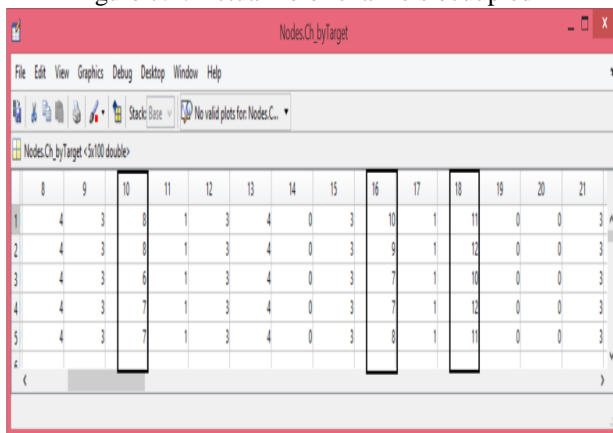 Nodes.Ch_byTarget
File Edit View Graphics Debug Desktop Window Help
Stack: Base No valid plots for: Nodes.C...
Nodes.Ch_byTarget <5x100 double>
8 9 10 11 12 13 14 15 16 17 18 19 20 21
1 4 3 8 1 3 4 0 3 10 1 11 0 0 3
2 4 3 8 1 3 4 0 3 9 1 12 0 0 3
3 4 3 6 1 3 4 0 3 7 1 10 0 0 3
4 4 3 7 1 3 4 0 3 7 1 12 0 0 3
5 4 3 7 1 3 4 0 3 8 1 11 0 0 3